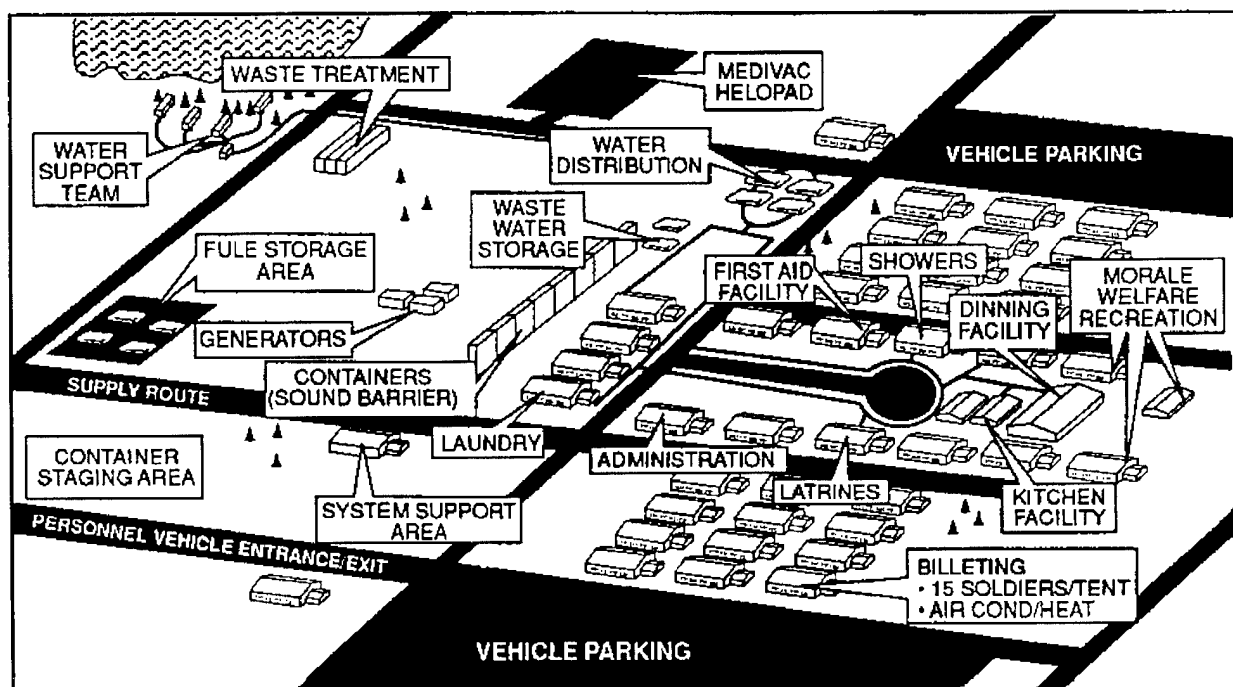 WASTE TREATMENT
MEDIVAC
HELOPAD
WATER
SUPPORT
TEAM
WATER
DISTRIBUTION
VEHICLE PARKING
WASTE
WATER
STORAGE
FULE STORAGE
AREA
FIRST AID
FACILITY
SHOWERS
DINNING
FACILITY
MORALE
WELFARE
RECREATION
GENERATORS
CONTAINERS
(SOUND BARRIER)
SUPPLY ROUTE
LAUNDRY
ADMINISTRATION
LATRINES
KITCHEN
FACILITY
CONTAINER
STAGING AREA
SYSTEM SUPPORT
AREA
PERSONNEL VEHICLE ENTRANCE/EXIT
BILLETING
• 15 SOLDIERS/TENT
• AIR COND/HEAT
VEHICLE PARKING